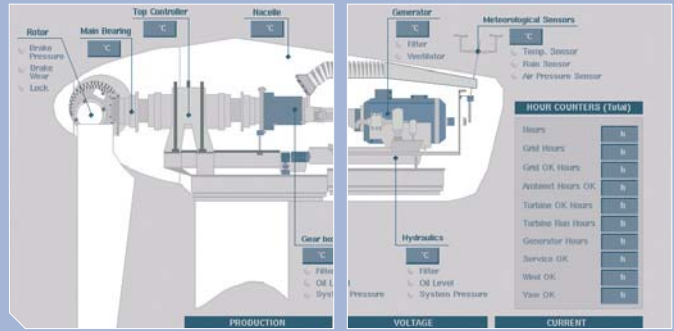 Top Controller
°C
Nacelle
Generator
°C
Filter
Ventilator
Meteorological Sensors
°C
Temp. Sensor
Rain Sensor
Air Pressure Sensor
Rotor
Brake
Pressure
Brake
Wear
Lock
Main Bearing
°C
HOUR COUNTERS (Total)
Hours h
Grid Hours h
Grid OK Hours h
Ambient Hours OK h
Turbine OK Hours h
Turbine Run Hours h
Generator Hours h
Service OK h
Wind OK h
Yaw OK h
Gear bo
°C
Filter
Oil L
System Pressure
Hydraulics
°C
Filter
Oil Level
System Pressure
PRODUCTION
VOLTAGE
CURRENT